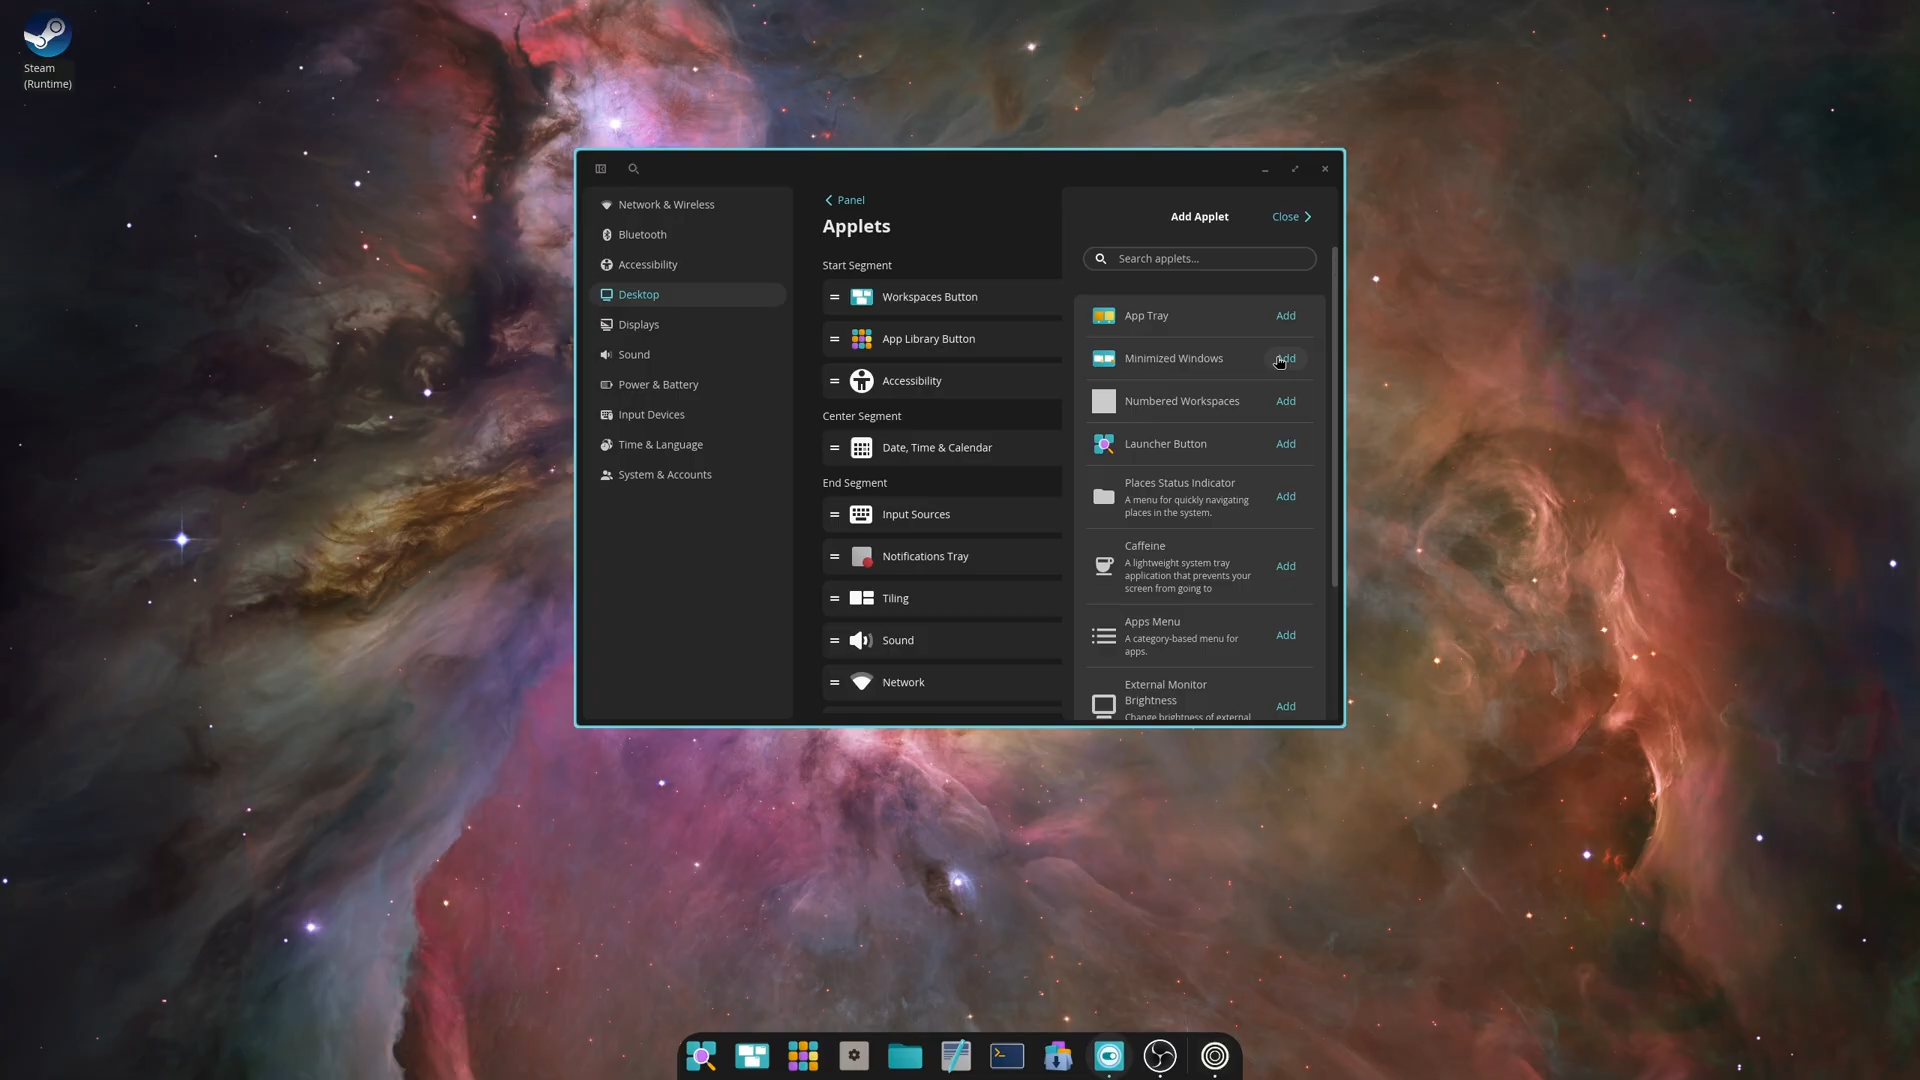 Steam
(Runtime)
Network & Wireless
Bluetooth
Accessibility
Desktop
Displays
Sound
Power & Battery
Input Devices
Time & Language
System & Accounts
Panel
Applets
Start Segment
Workspaces Button
App Library Button
Accessibility
Center Segment
Date, Time & Calendar
End Segment
Input Sources
Notifications Tray
Tiling
Sound
Network
Add Applet
Close
Search applets...
App Tray
Add
Minimized Windows
Numbered Workspaces
Add
Launcher Button
Add
Places Status Indicator
A menu for quickly navigating
places in the system.
Add
Caffeine
A lightweight system tray
application that prevents your
screen from going to
Add
Apps Menu
A category-based menu for
apps.
Add
External Monitor
Brightness
Change brightness of external
Add